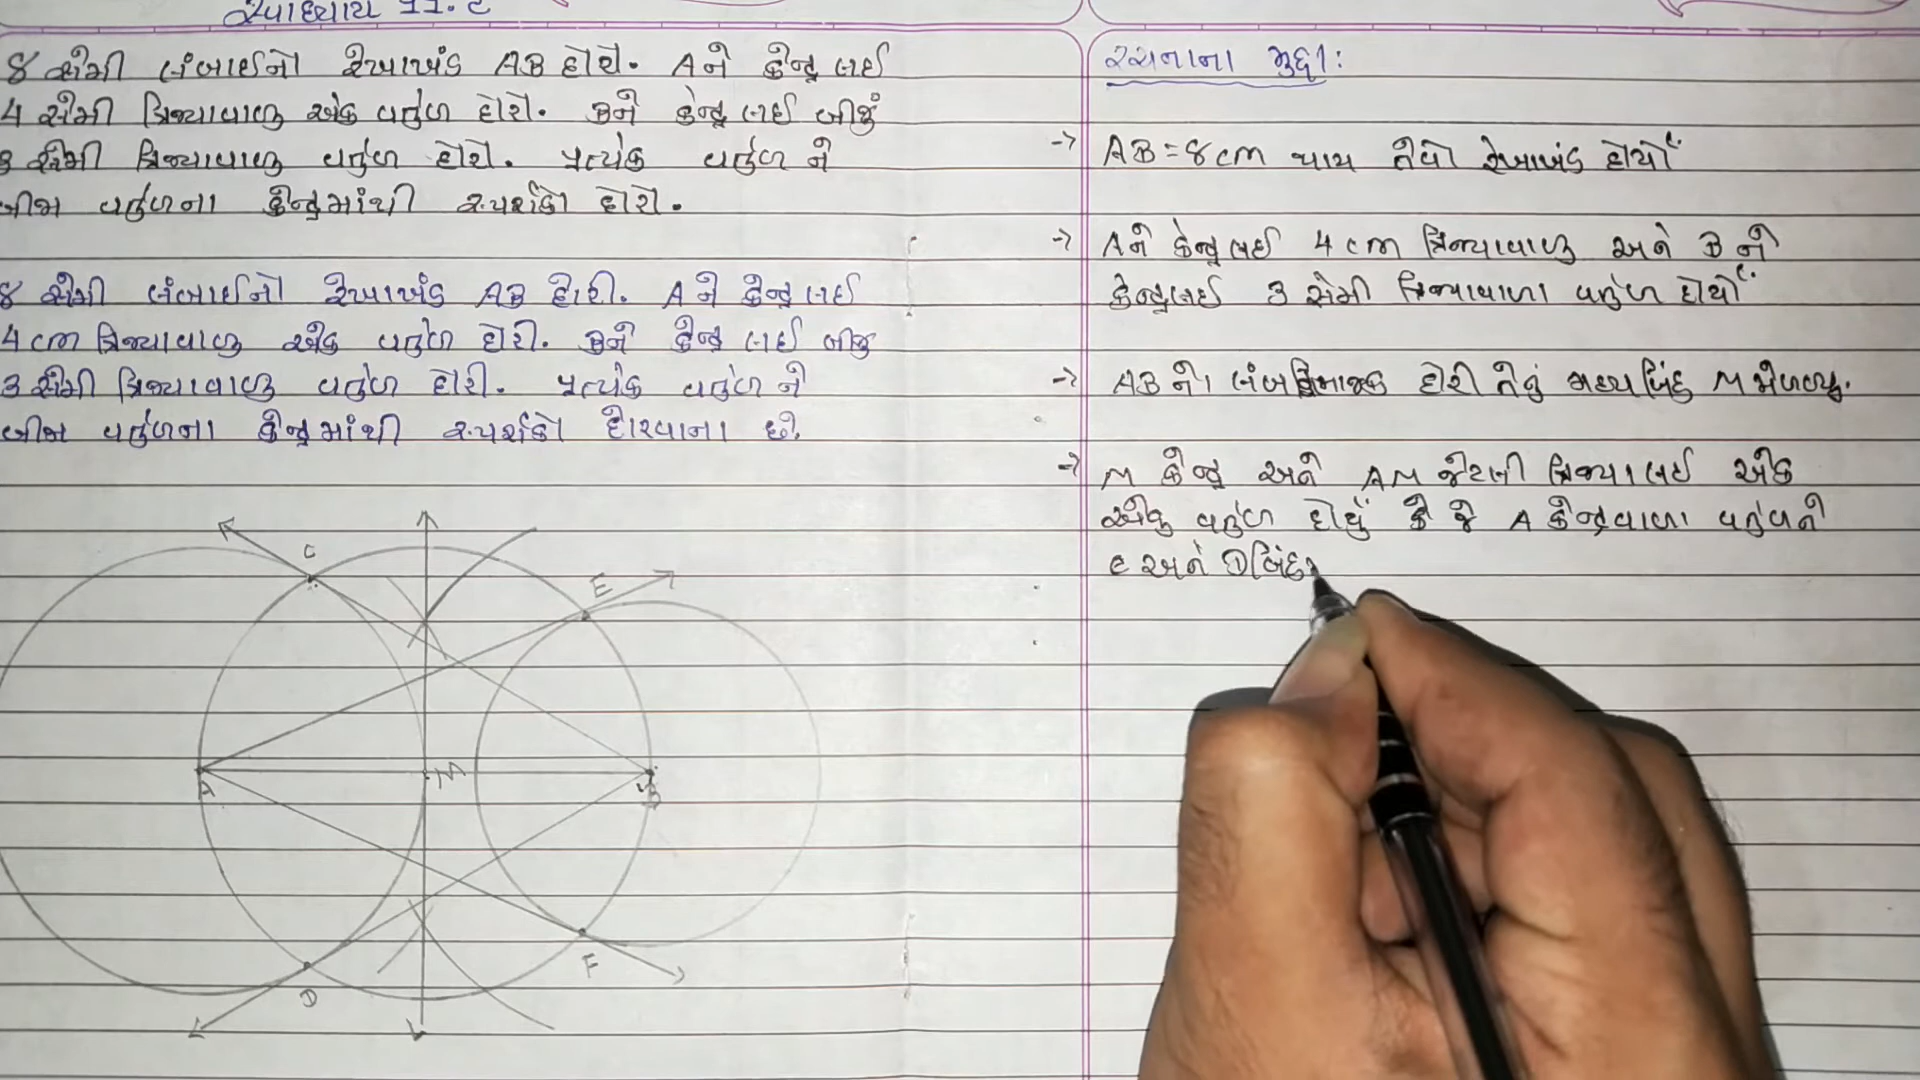 સ્વાધ્યાય 11.2
8 સેમી લંબાઈનો રેખાખંડ AB દોરો. A ને કેન્દ્ર લઈ
4 સેમી ત્રિજ્યાવાળુ એક વર્તુળ દોરો. B ને કેન્દ્ર લઈ બીજું
3 સેમી ત્રિજ્યાવાળુ વર્તુળ દોરો. પ્રત્યેક વર્તુળ ને
બીજા વર્તુળના કેન્દ્રમાંથી સ્પર્શકો દોરો.
8 સેમી લંબાઈનો રેખાખંડ AB દોરી. A ને કેન્દ્ર લઈ
4 cm ત્રિજ્યાવાળુ એક વર્તુળ દોરી. B ને કેન્દ્ર લઈ બીજુ
3 સેમી ત્રિજ્યાવાળુ વર્તુળ દોરી. પ્રત્યેક વર્તુળ ને
બીજા વર્તુળના કેન્દ્રમાંથી સ્પર્શકો દોરવાના છે.
C
E
A
M
B
D
F
રચનાના મુદ્દા:
→ AB = 8 cm થાય તેવો રેખાખંડ દોર્યો.
→ A ને કેન્દ્ર લઈ 4 cm ત્રિજ્યાવાળુ અને B ને
કેન્દ્ર લઈ 3 સેમી ત્રિજ્યાવાળા વર્તુળ દોર્યા.
→ AB નો લંબદ્વિભાજક દોરી તેનું મધ્યબિંદુ M મેળવ્યુ.
→ M કેન્દ્ર અને AM જેટલી ત્રિજ્યા લઈ એક
એવુ વર્તુળ દોર્યું કે જે A કેન્દ્રવાળા વર્તુળને
C અને D બિંદુ